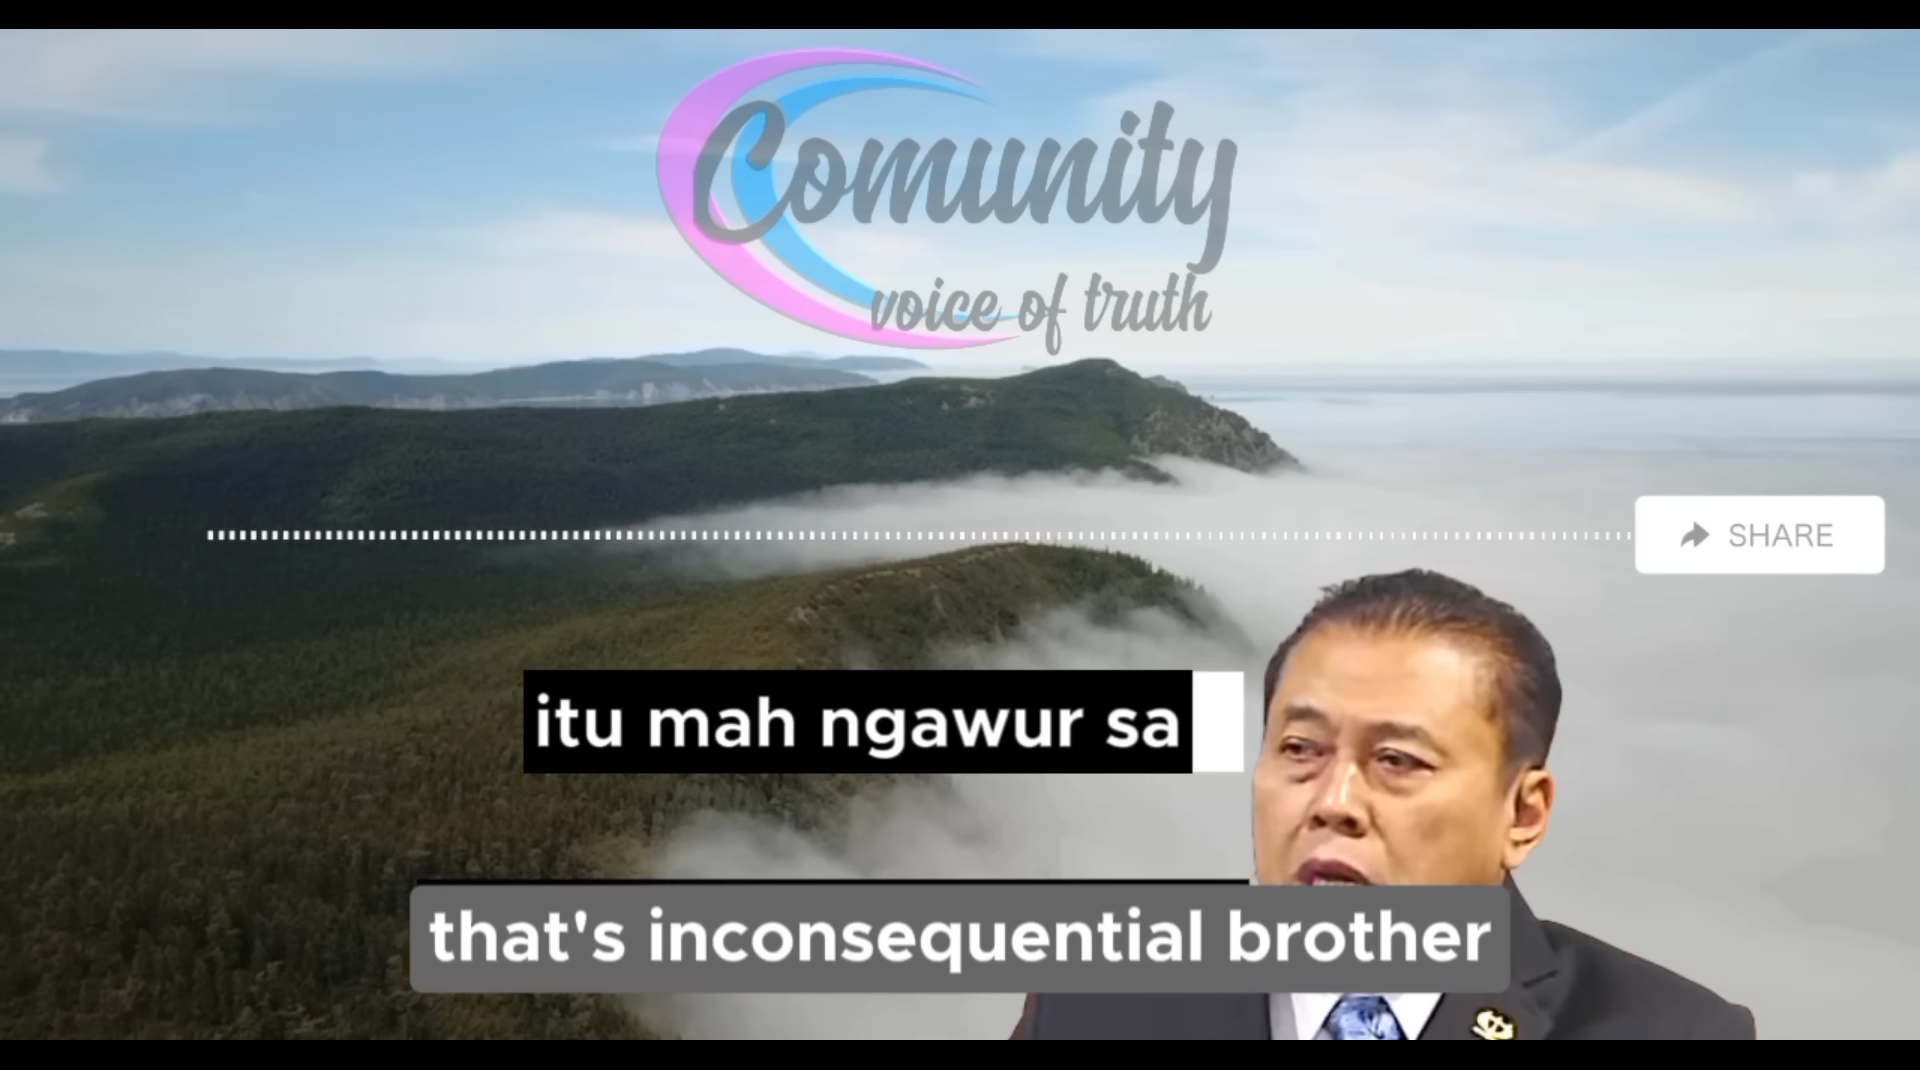 Comunity
voice of truth
SHARE
itu mah ngawur sa
that's inconsequential brother